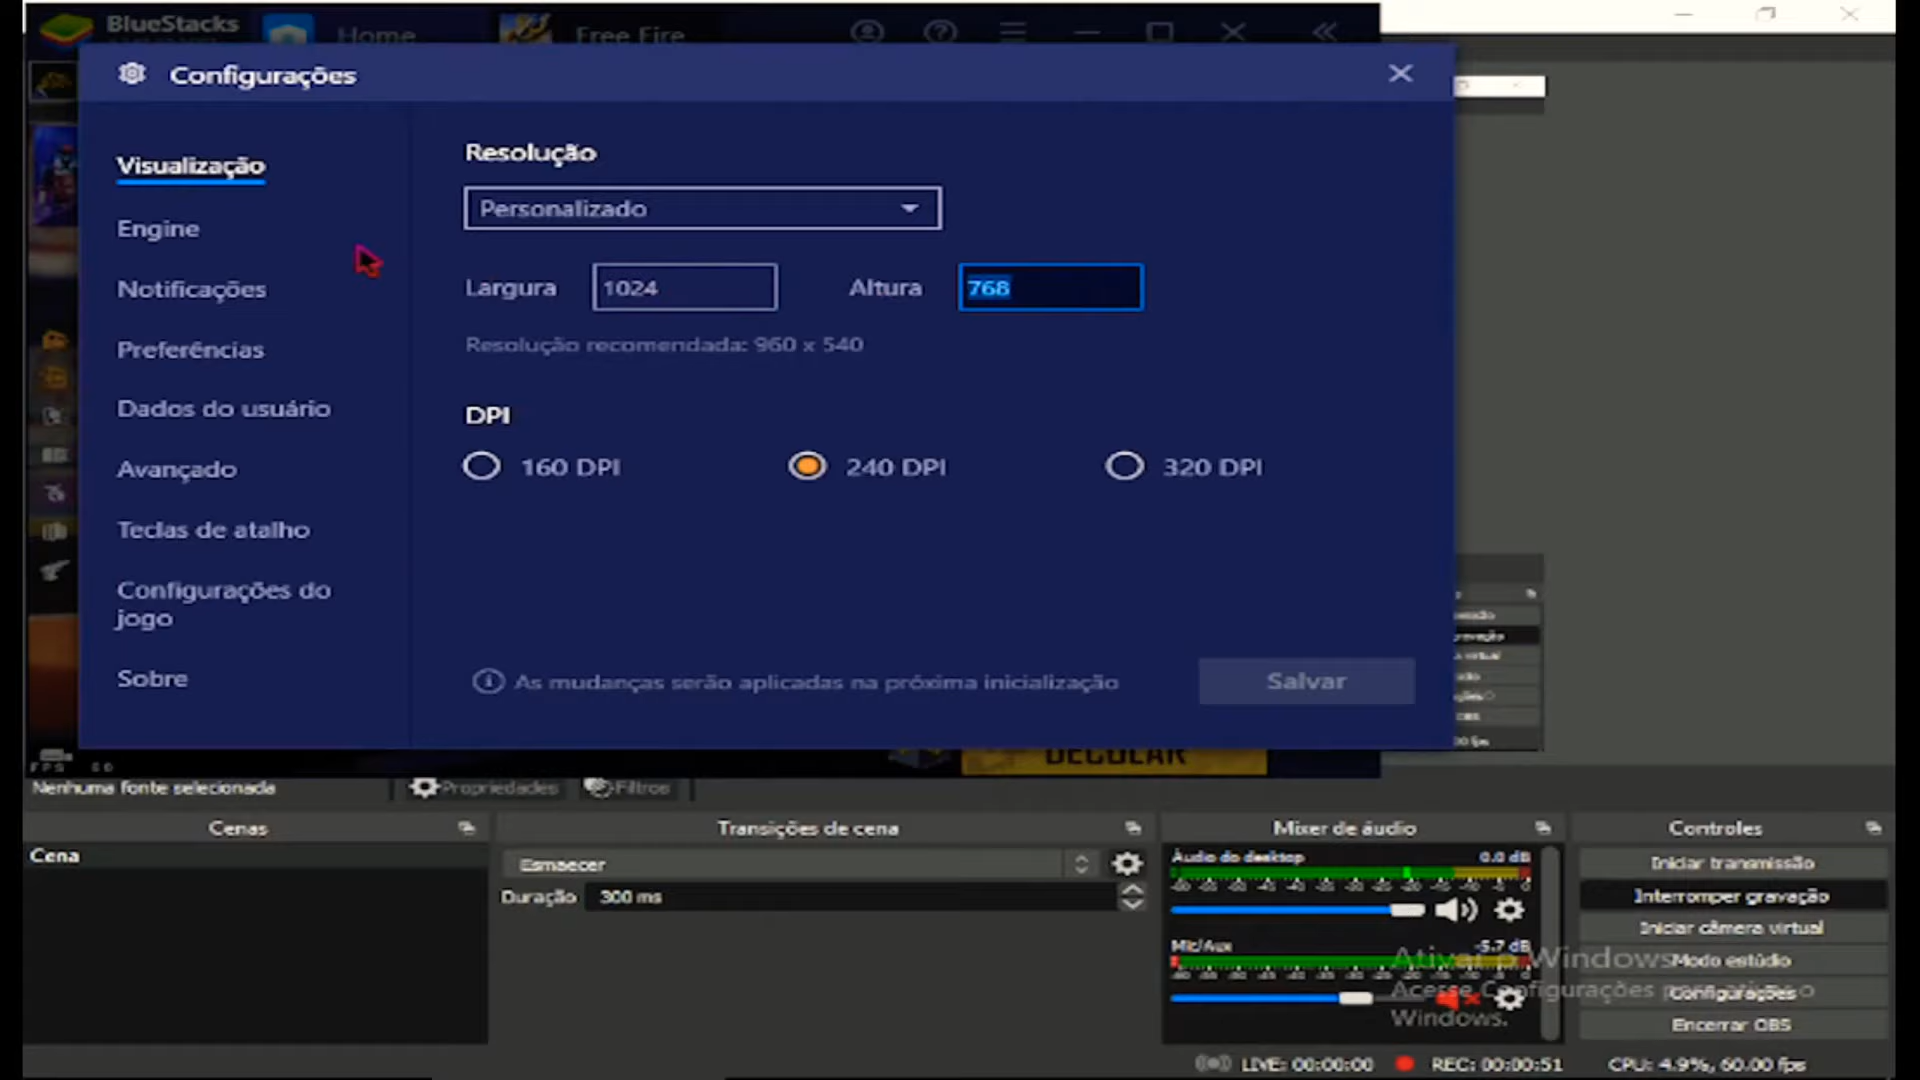 BlueStacks
Home
Free Fire
Configurações
Visualização
Engine
Notificações
Preferências
Dados do usuário
Avançado
Teclas de atalho
Configurações do
jogo
Sobre
Resolução
Personalizado
Largura
1024
Altura
768
Resolução recomendada: 960 x 540
DPI
160 DPI
240 DPI
320 DPI
As mudanças serão aplicadas na próxima inicialização
Salvar
FPS
Nenhuma fonte selecionada
Propriedades
Filtros
Cenas
Cena
Transições de cena
Esmaecer
Duração
300 ms
Mixer de áudio
Áudio do desktop
0.0 dB
Mic/Aux
-5.7 dB
Controles
Iniciar transmissão
Interromper gravação
Iniciar câmera virtual
Modo estúdio
Configurações
Encerrar OBS
Ativar o Windows
Acesse Configurações para ativar o
Windows.
LIVE: 00:00:00
REC: 00:00:51
CPU: 4.9%, 60.00 fps